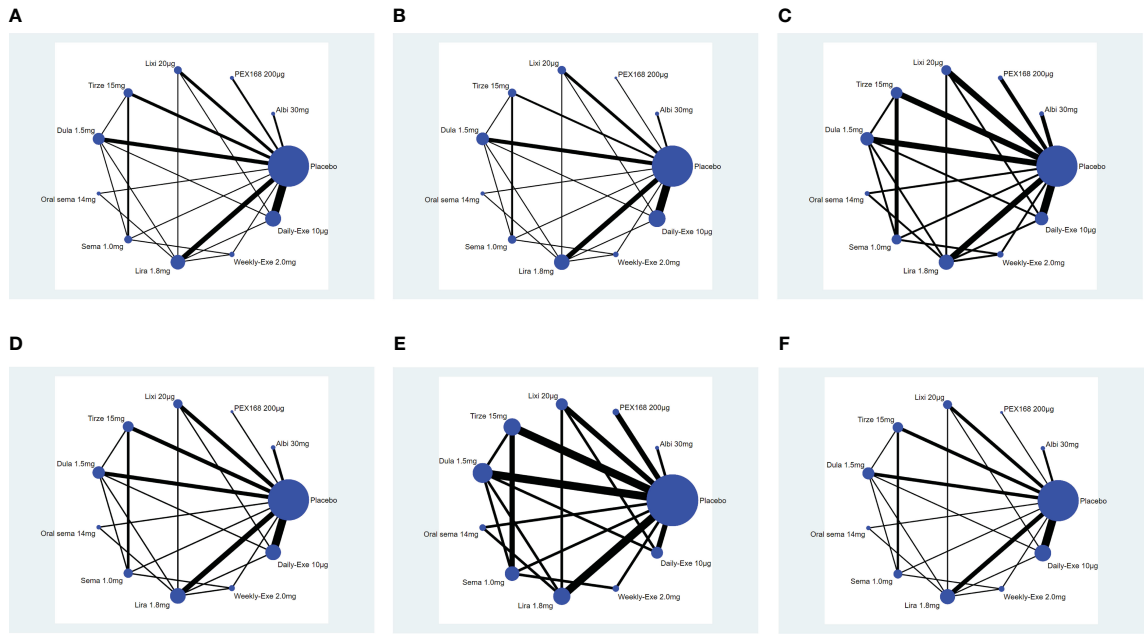 A
Lixi 20μg
PEX168 200μg
Tirze 15mg
Albi 30mg
Dula 1.5mg
Placebo
Oral sema 14mg
Daily-Exe 10μg
Sema 1.0mg
Weekly-Exe 2.0mg
Lira 1.8mg
B
Lixi 20μg
PEX168 200μg
Tirze 15mg
Albi 30mg
Dula 1.5mg
Placebo
Oral sema 14mg
Daily-Exe 10μg
Sema 1.0mg
Weekly-Exe 2.0mg
Lira 1.8mg
C
Lixi 20μg
PEX168 200μg
Tirze 15mg
Albi 30mg
Dula 1.5mg
Placebo
Oral sema 14mg
Daily-Exe 10μg
Sema 1.0mg
Weekly-Exe 2.0mg
Lira 1.8mg
D
Lixi 20μg
PEX168 200μg
Tirze 15mg
Albi 30mg
Dula 1.5mg
Placebo
Oral sema 14mg
Daily-Exe 10μg
Sema 1.0mg
Weekly-Exe 2.0mg
Lira 1.8mg
E
Lixi 20μg
PEX168 200μg
Tirze 15mg
Albi 30mg
Dula 1.5mg
Placebo
Oral sema 14mg
Daily-Exe 10μg
Sema 1.0mg
Weekly-Exe 2.0mg
Lira 1.8mg
F
Lixi 20μg
PEX168 200μg
Tirze 15mg
Albi 30mg
Dula 1.5mg
Placebo
Oral sema 14mg
Daily-Exe 10μg
Sema 1.0mg
Weekly-Exe 2.0mg
Lira 1.8mg